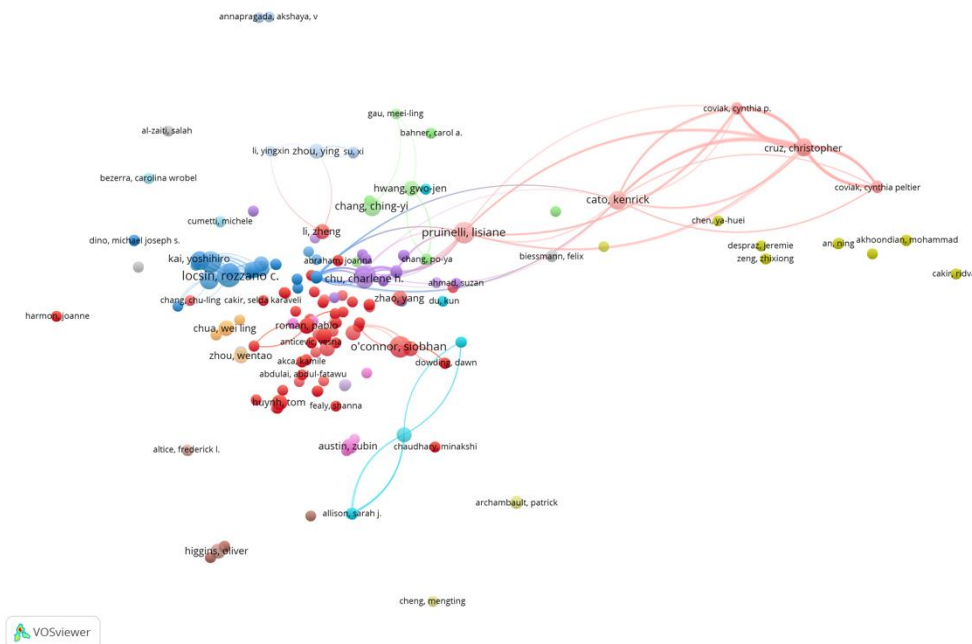 annapragada, akshaya, v
coviak, cynthia p.
gau, meei-ling
al-zaiti, salah
bahner, carol a.
li, yingxin
zhou, ying
su, xi
cruz, christopher
bezerra, carolina wrobel
hwang, gwo-jen
coviak, cynthia peltier
cato, kenrick
chang, ching-yi
cumetti, michele
chen, ya-huei
li, zheng
pruinelli, lisiane
dino, michael joseph s.
an, ning
akhoondian, mohammad
despraz, jeremie
biessmann, felix
kai, yoshihiro
abraham, joanna
chang, po-ya
zeng, zhixiong
locsin, rozzano c.
chu, charlene h.
cakin, ridva
ahmad, suzan
chang, chu-ling
cakir, selda karaveli
zhao, yang
du, kun
harmon, joanne
chua, wei ling
roman, pablo
anticevic, vesna
o'connor, siobhan
zhou, wentao
akca, kamile
dowding, dawn
abdulai, abdul-fatawu
huynh, tom
fealy, shanna
austin, zubin
chaudhary, minakshi
altice, frederick l.
archambault, patrick
allison, sarah j.
higgins, oliver
cheng, mengting
VOSviewer